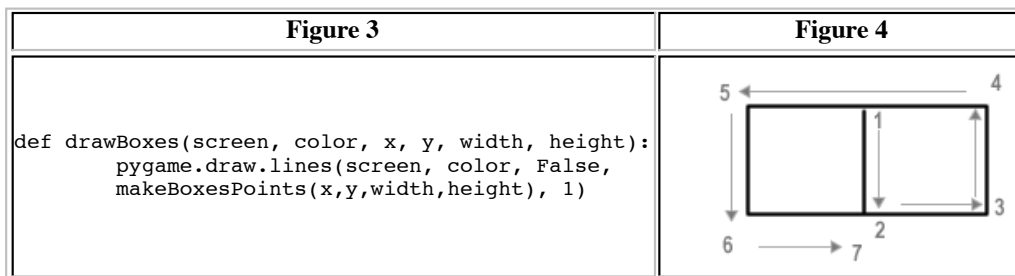 Figure 3
Figure 4
def drawBoxes(screen, color, x, y, width, height):
pygame.draw.lines(screen, color, False,
makeBoxesPoints(x,y,width,height), 1)
5
4
1
3
2
6
7